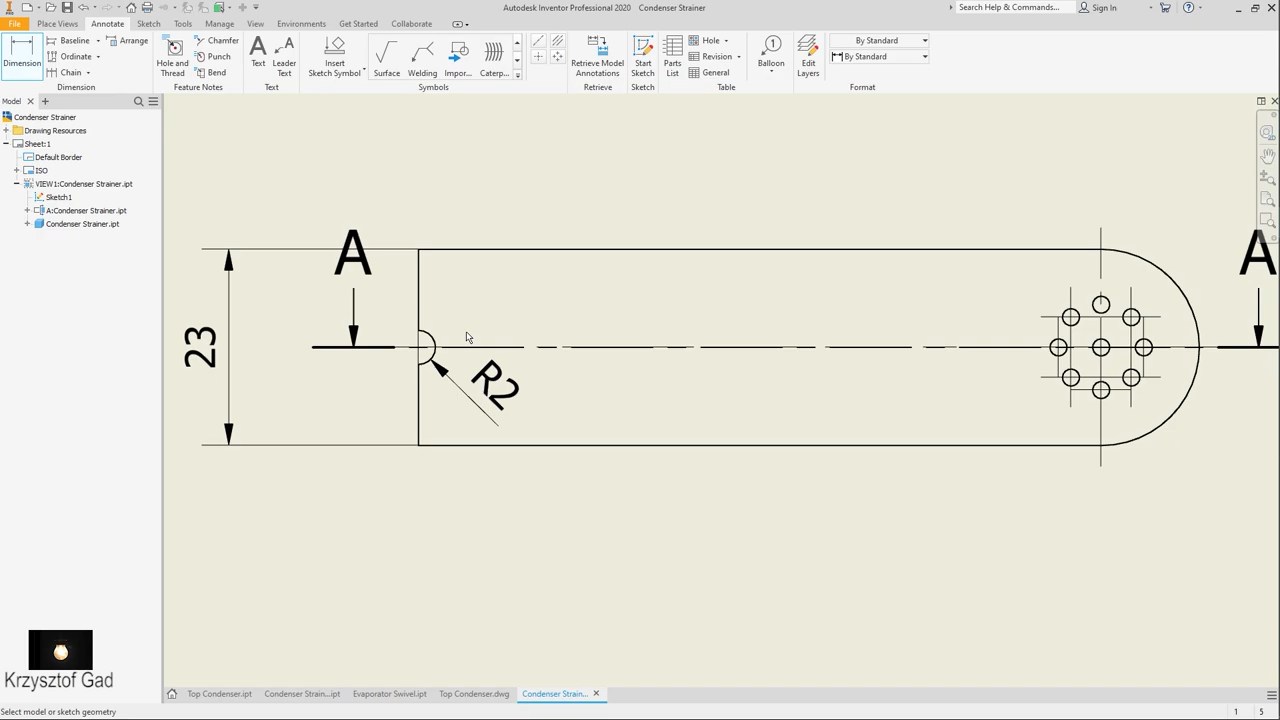 Autodesk Inventor Professional 2020 Condenser Strainer
Search Help & Commands...
Sign In
File Place Views Annotate Sketch Tools Manage View Environments Get Started Collaborate
Dimension
Baseline
Ordinate
Chain
Arrange
Dimension
Hole and Thread
Chamfer
Punch
Bend
Feature Notes
Text
Leader Text
Text
Insert Sketch Symbol
Surface
Welding
Impor...
Caterp...
Symbols
Retrieve Model Annotations
Retrieve
Start Sketch
Sketch
Parts List
Hole
Revision
General
Table
Balloon
Edit Layers
By Standard
By Standard
Format
Model
Condenser Strainer
Drawing Resources
Sheet:1
Default Border
ISO
VIEW1:Condenser Strainer.ipt
Sketch1
A:Condenser Strainer.ipt
Condenser Strainer.ipt
A
A
23
R2
Krzysztof Gad
Top Condenser.ipt Condenser Strain...ipt Evaporator Swivel.ipt Top Condenser.dwg Condenser Strain...
Select model or sketch geometry
1 5